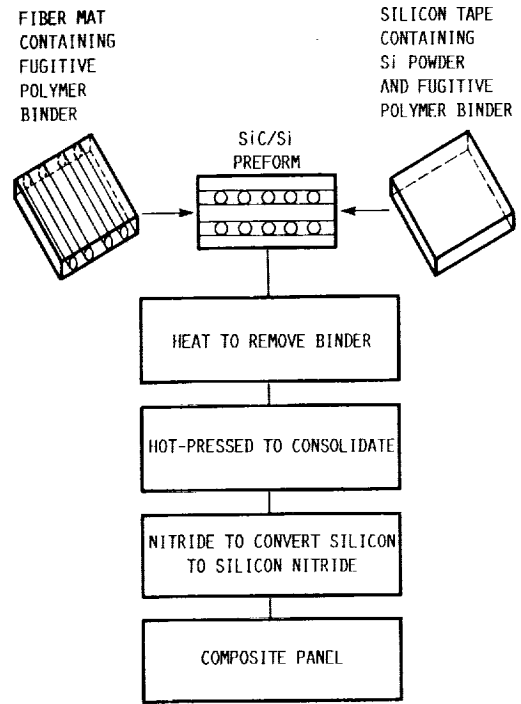 FIBER MAT
CONTAINING
FUGITIVE
POLYMER
BINDER
SILICON TAPE
CONTAINING
Si POWDER
AND FUGITIVE
POLYMER BINDER
SiC/Si
PREFORM
HEAT TO REMOVE BINDER
HOT-PRESSED TO CONSOLIDATE
NITRIDE TO CONVERT SILICON
TO SILICON NITRIDE
COMPOSITE PANEL